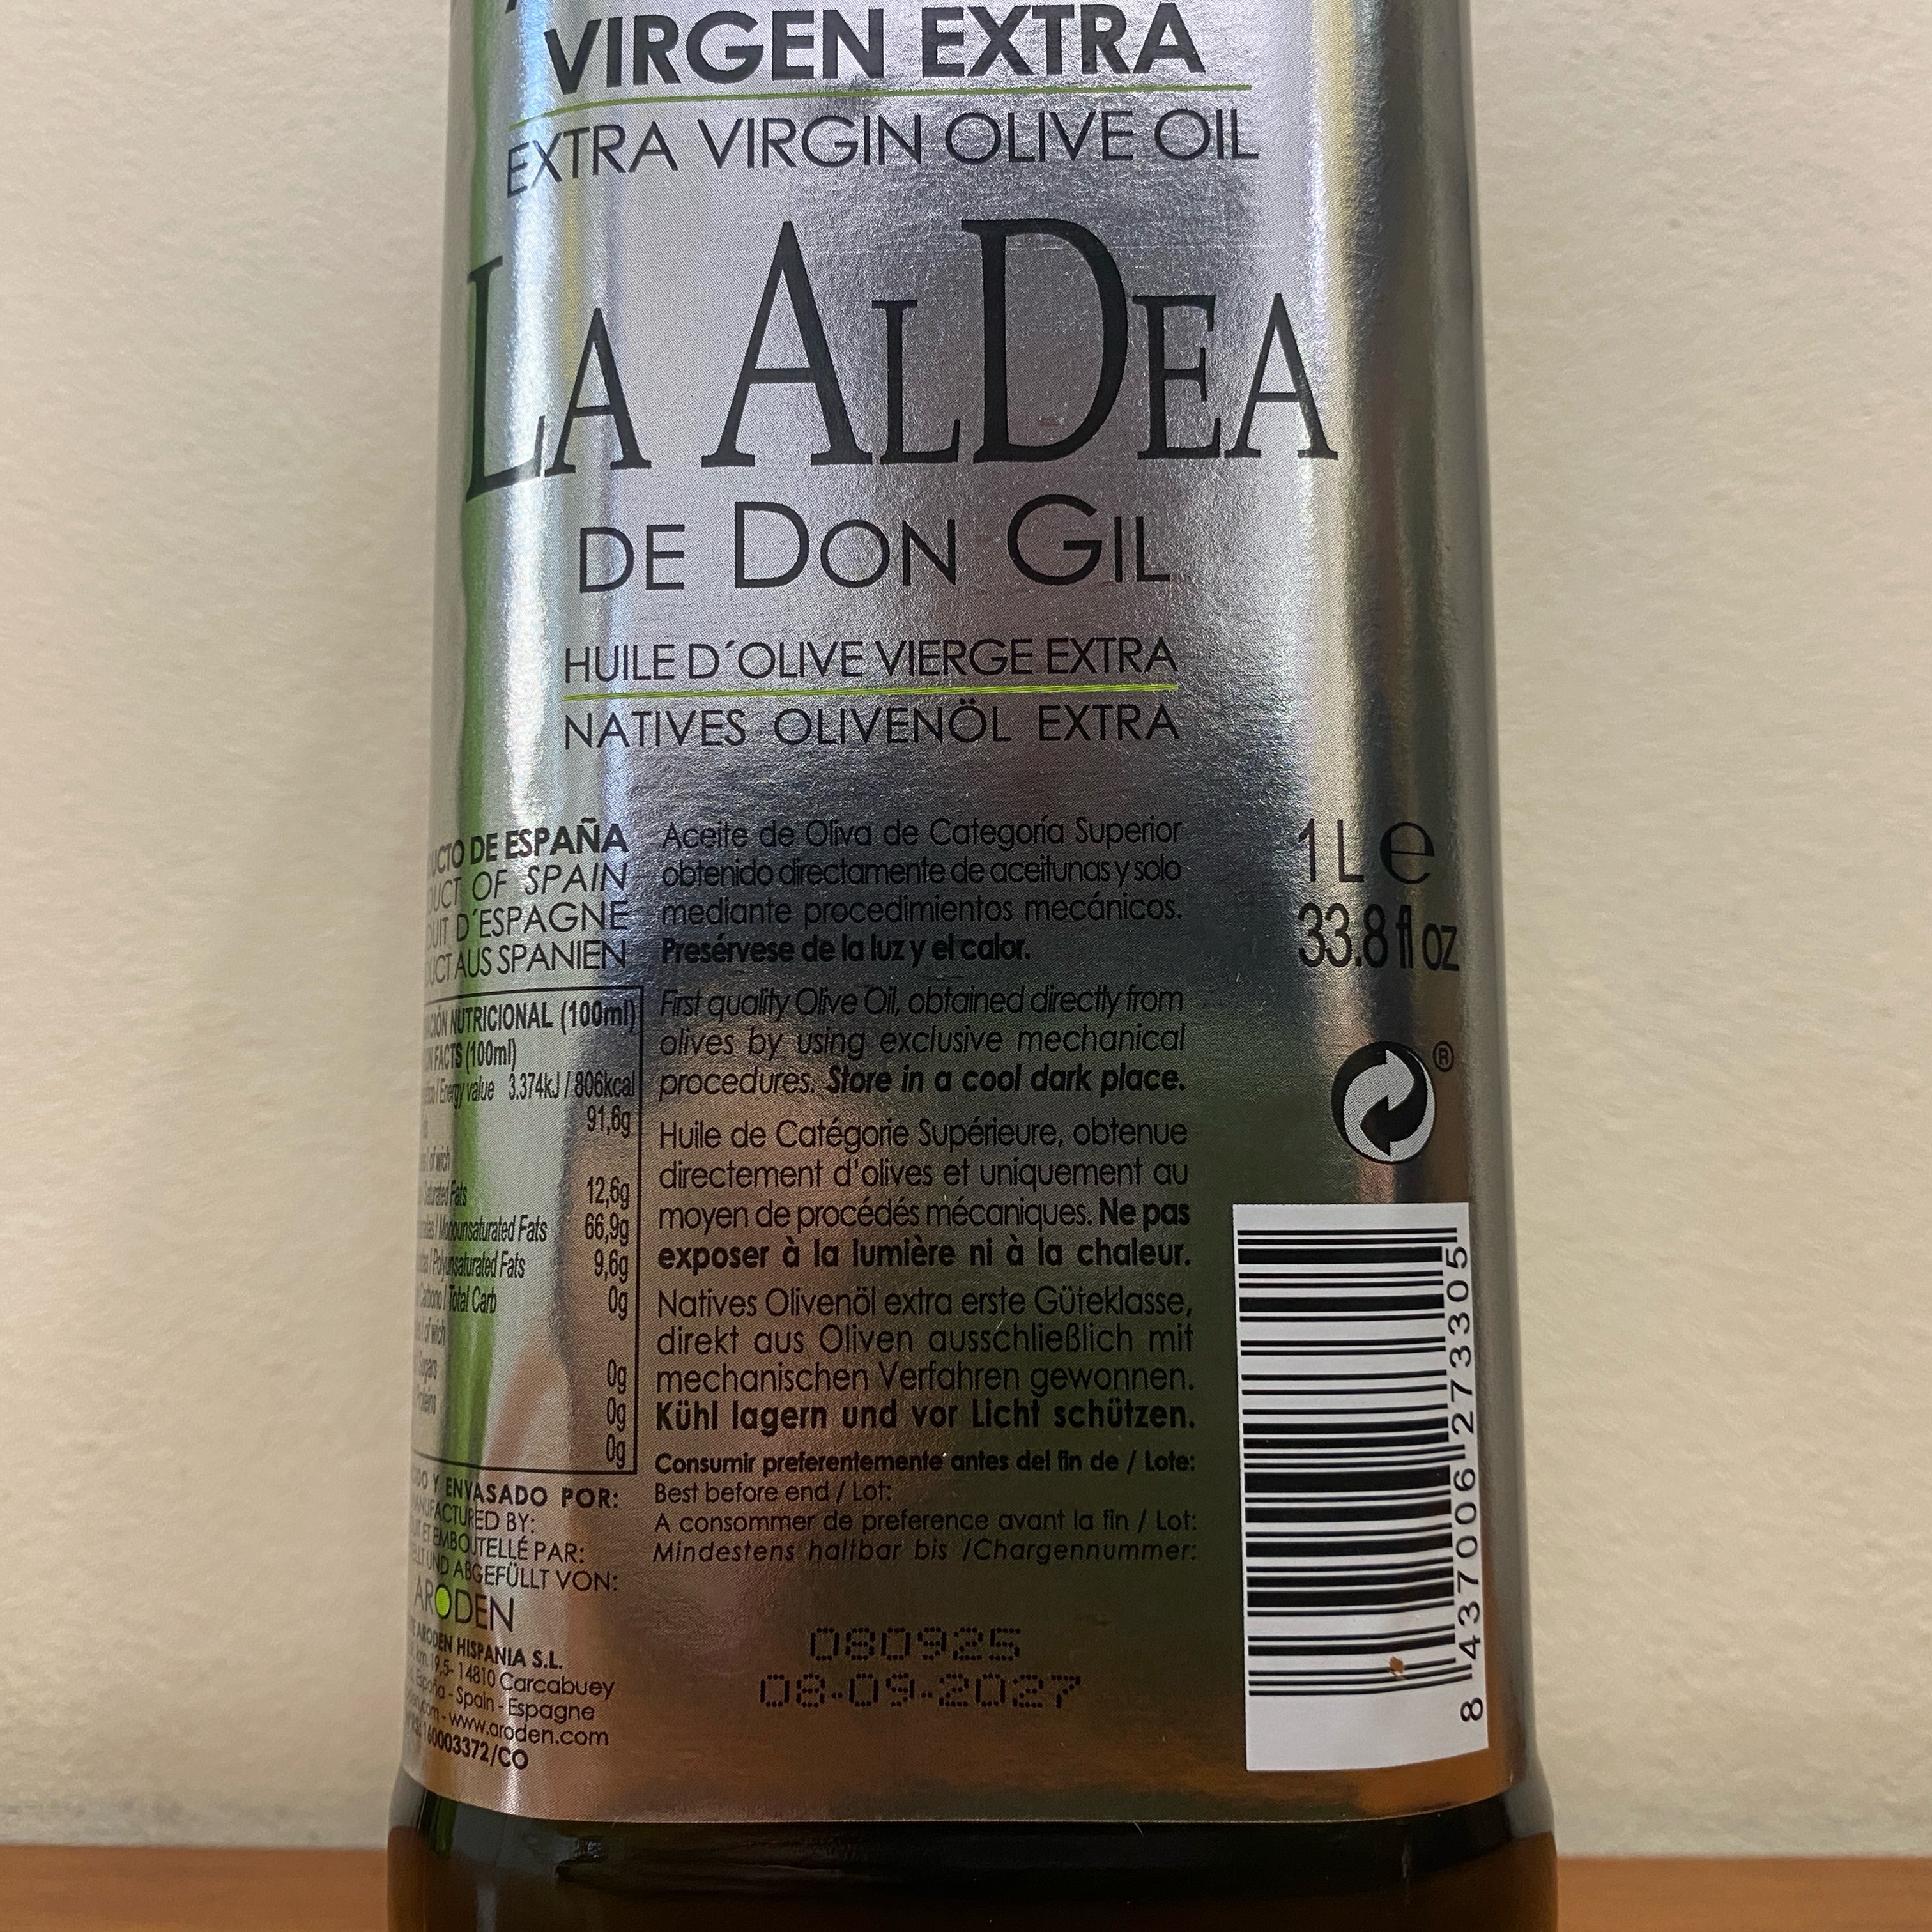 VIRGEN EXTRA
EXTRA VIRGIN OLIVE OIL
LA ALDEA
DE DON GIL
HUILE D´OLIVE VIERGE EXTRA
NATIVES OLIVENÖL EXTRA
DE ESPAÑA
OF SPAIN
D´ESPAGNE
AUS SPANIEN
NUTRICIONAL (100ml)
FACTS (100ml)
Energy value 3.374kJ / 806kcal
91,6g
of wich
Saturated Fats 12,6g
/ Monounsaturated Fats 66,9g
/ Polyunsaturated Fats 9,6g
/ Total Carb 0g
of wich
Sugars 0g
0g
0g
Y ENVASADO POR:
MANUFACTURED BY:
ET EMBOUTELLÉ PAR:
UND ABGEFÜLLT VON:
ARODEN
ARODEN HISPANIA S.L.
19,5- 14810 Carcabuey
España - Spain - Espagne
- www.aroden.com
Aceite de Oliva de Categoría Superior
obtenido directamente de aceitunas y solo
mediante procedimientos mecánicos.
Presérvese de la luz y el calor.
First quality Olive Oil, obtained directly from
olives by using exclusive mechanical
procedures. Store in a cool dark place.
Huile de Catégorie Supérieure, obtenue
directement d'olives et uniquement au
moyen de procédés mécaniques. Ne pas
exposer à la lumière ni à la chaleur.
Natives Olivenöl extra erste Güteklasse,
direkt aus Oliven ausschließlich mit
mechanischen Verfahren gewonnen.
Kühl lagern und vor Licht schützen.
Consumir preferentemente antes del fin de / Lote:
Best before end / Lot:
A consommer de preference avant la fin / Lot:
Mindestens haltbar bis /Chargennummer:
080925
08-09-2027
1 L e
33.8 fl oz
®
8 437006 273305